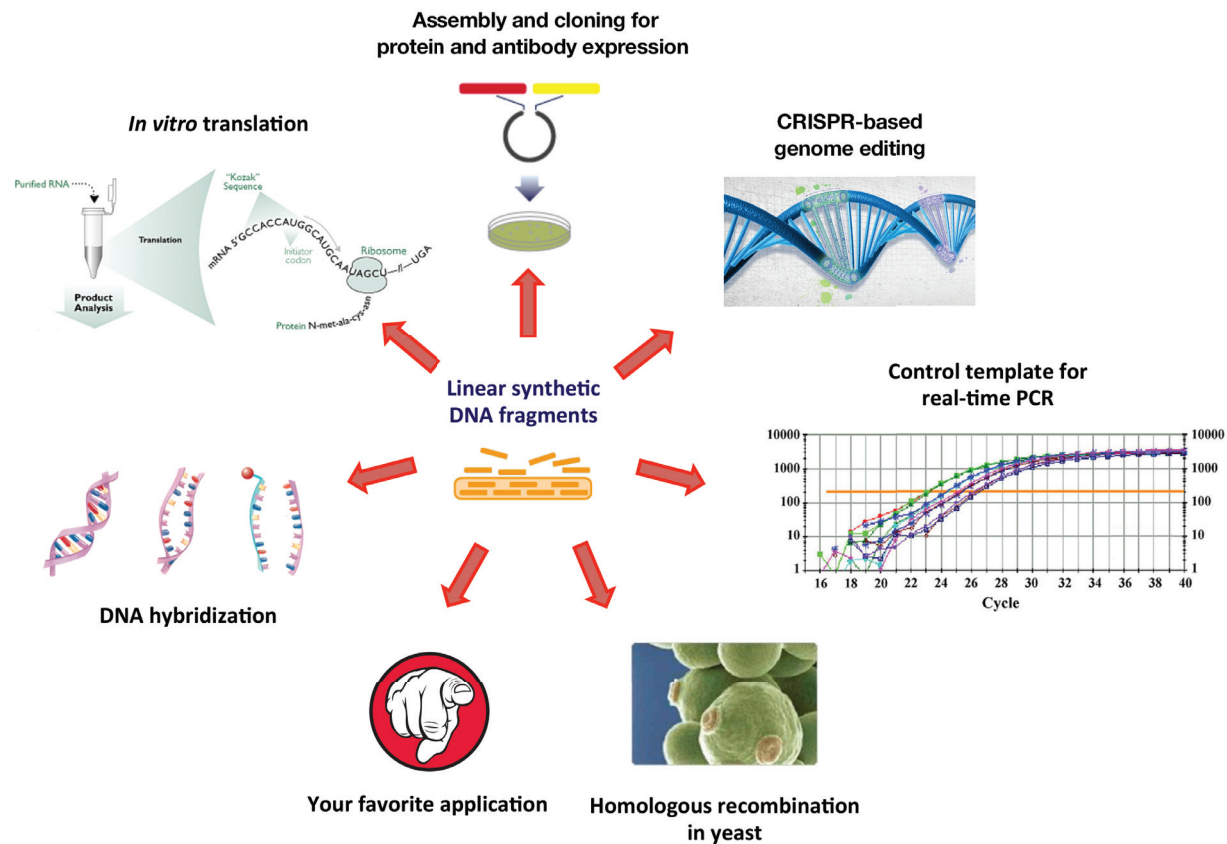 Assembly and cloning for
protein and antibody expression
In vitro translation
Purified RNA
Translation
Product
Analysis
"Kozak"
Sequence
mRNA 5'GCCACCAUGGCAUGCAAUAGCU—//—UGA
Initiator
codon
Ribosome
Protein N-met-ala-cys-asn
CRISPR-based
genome editing
Linear synthetic
DNA fragments
Control template for
real-time PCR
10000
1000
100
10
1
10000
1000
100
10
1
16 18 20 22 24 26 28 30 32 34 36 38 40
Cycle
DNA hybridization
Your favorite application
Homologous recombination
in yeast